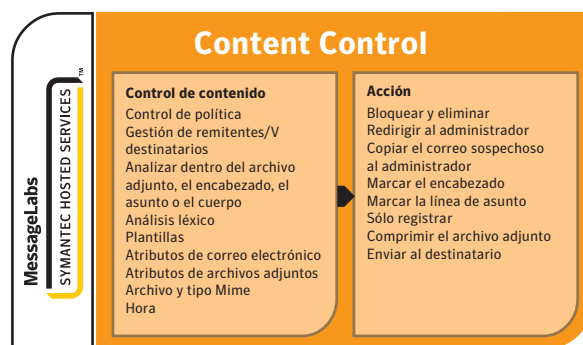 Content Control
MessageLabs
SYMANTEC HOSTED SERVICES™
Control de contenido
Control de política
Gestión de remitentes/V
destinatarios
Analizar dentro del archivo
adjunto, el encabezado, el
asunto o el cuerpo
Análisis léxico
Plantillas
Atributos de correo electrónico
Atributos de archivos adjuntos
Archivo y tipo Mime
Hora
Acción
Bloquear y eliminar
Redirigir al administrador
Copiar el correo sospechoso
al administrador
Marcar el encabezado
Marcar la línea de asunto
Sólo registrar
Comprimir el archivo adjunto
Enviar al destinatario